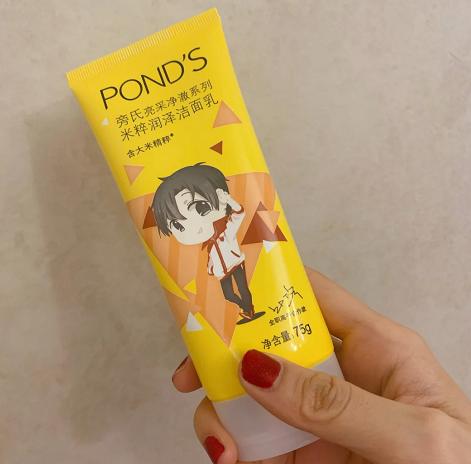 POND'S
旁氏亮采净澈系列
米粹润泽洁面乳
含大米精粹*
净含量:75g